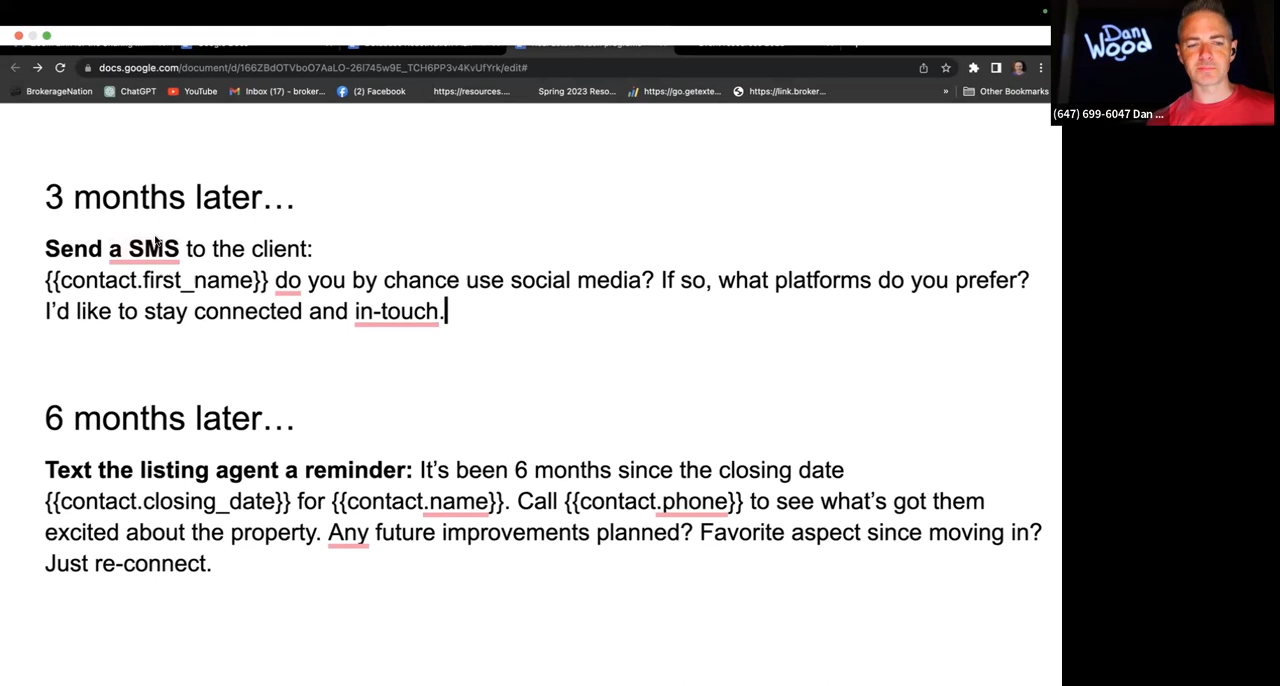 Dan
Wood
docs.google.com/document/d/166ZBdOTVboO7AaLO-26I745w9E_TCH6PP3v4KvUfYrk/edit#
BrokerageNation ChatGPT YouTube Inbox (17) - broker... (2) Facebook https://resources.... Spring 2023 Reso... https://go.getexte... https://link.broker... » Other Bookmarks
(647) 699-6047 Dan ...
3 months later…
Send a SMS to the client:
{{contact.first_name}} do you by chance use social media? If so, what platforms do you prefer?
I’d like to stay connected and in-touch.
6 months later…
Text the listing agent a reminder: It’s been 6 months since the closing date
{{contact.closing_date}} for {{contact.name}}. Call {{contact.phone}} to see what’s got them
excited about the property. Any future improvements planned? Favorite aspect since moving in?
Just re-connect.